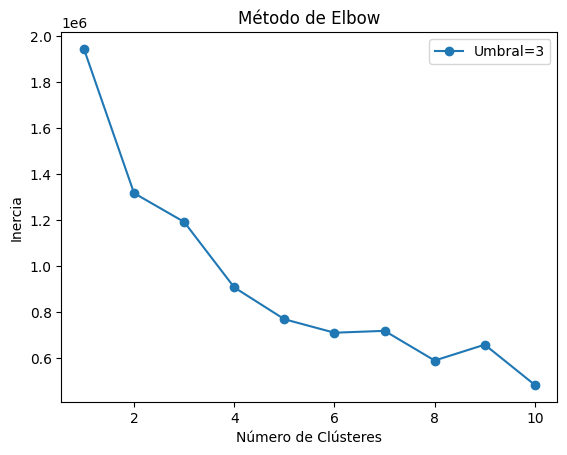 Método de Elbow
1e6
Umbral=3
2.0
1.8
1.6
1.4
1.2
1.0
0.8
0.6
Inercia
2 4 6 8 10
Número de Clústeres